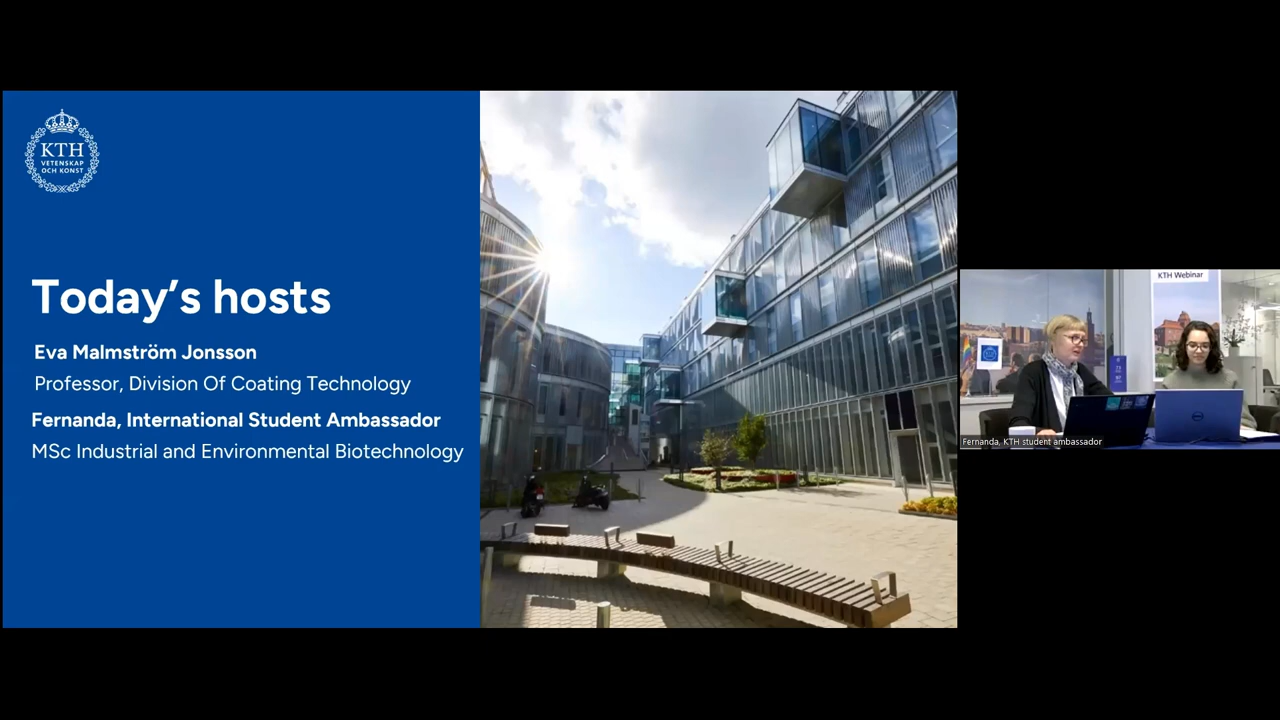 KTH
VETENSKAP
OCH KONST
Today's hosts
Eva Malmström Jonsson
Professor, Division Of Coating Technology
Fernanda, International Student Ambassador
MSc Industrial and Environmental Biotechnology
KTH Webinar
Fernanda, KTH student ambassador